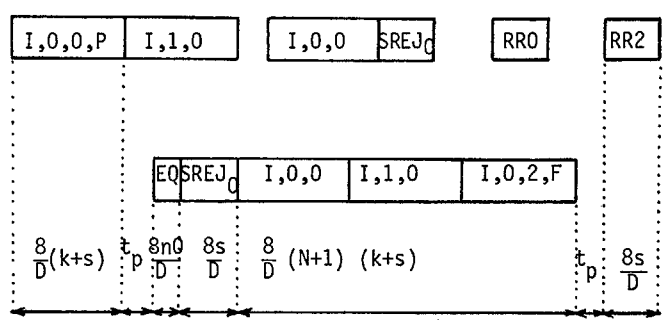 I,0,0,P I,1,0 I,0,0 SREJ0 RR0 RR2
EQ SREJ0 I,0,0 I,1,0 I,0,2,F
8/D (k+s) tp 8nQ/D 8s/D 8/D (N+1) (k+s) tp 8s/D